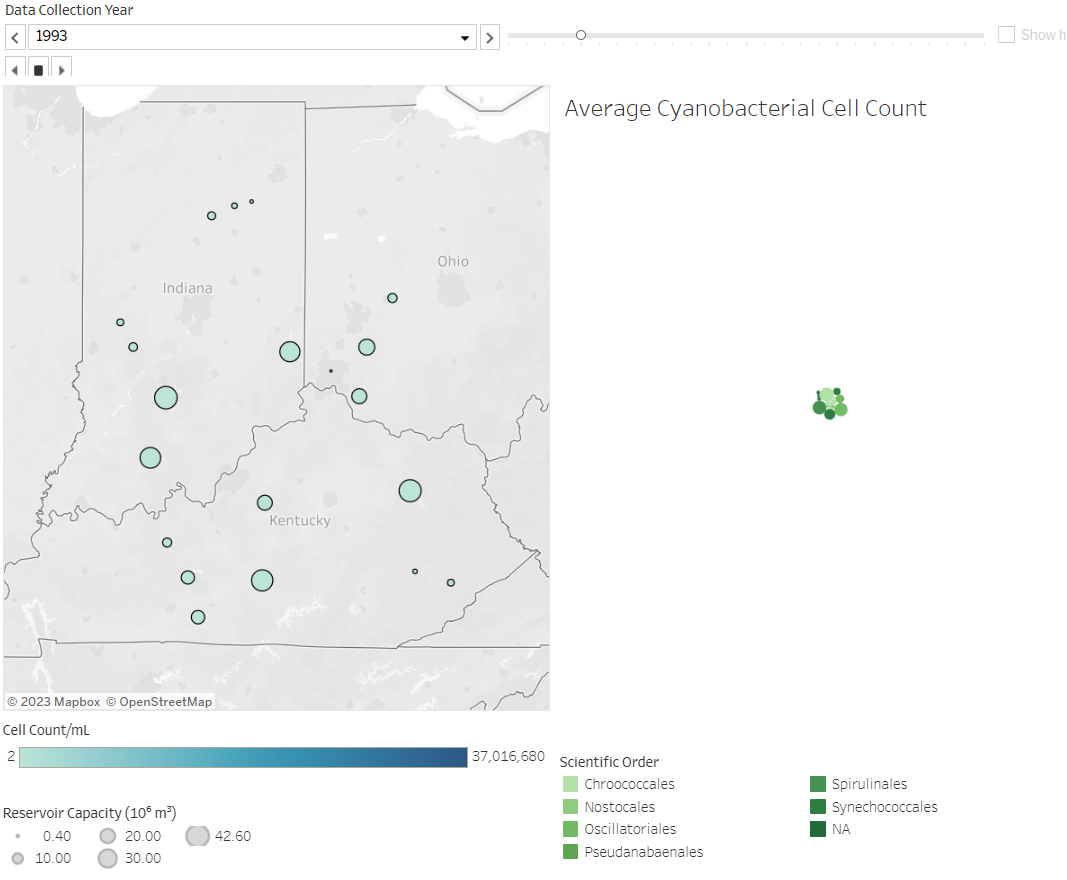 Data Collection Year
1993
Show h
Average Cyanobacterial Cell Count
Ohio
Indiana
Kentucky
© 2023 Mapbox © OpenStreetMap
Cell Count/mL
2 37,016,680
Reservoir Capacity (10⁶ m³)
0.40 20.00 42.60
10.00 30.00
Scientific Order
Chroococcales Spirulinales
Nostocales Synechococcales
Oscillatoriales NA
Pseudanabaenales